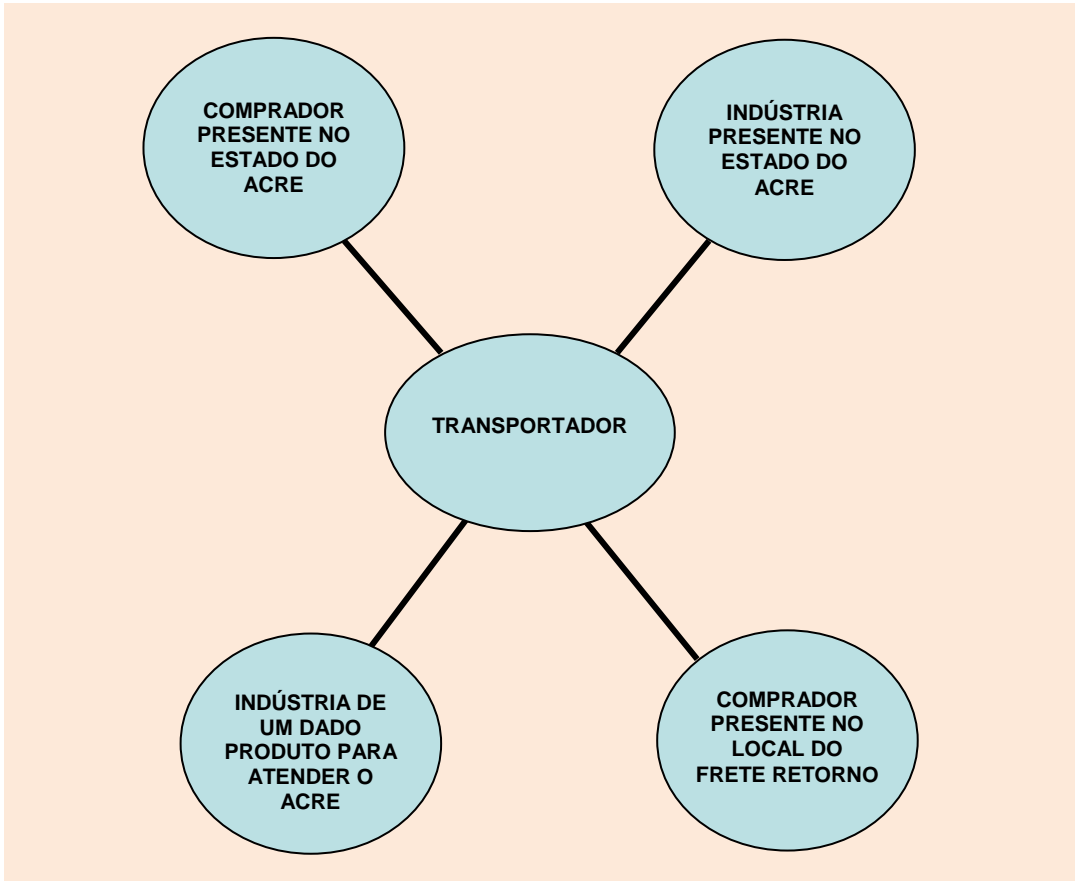 COMPRADOR
PRESENTE NO
ESTADO DO
ACRE
INDÚSTRIA
PRESENTE NO
ESTADO DO
ACRE
TRANSPORTADOR
INDÚSTRIA DE
UM DADO
PRODUTO PARA
ATENDER O
ACRE
COMPRADOR
PRESENTE NO
LOCAL DO
FRETE RETORNO